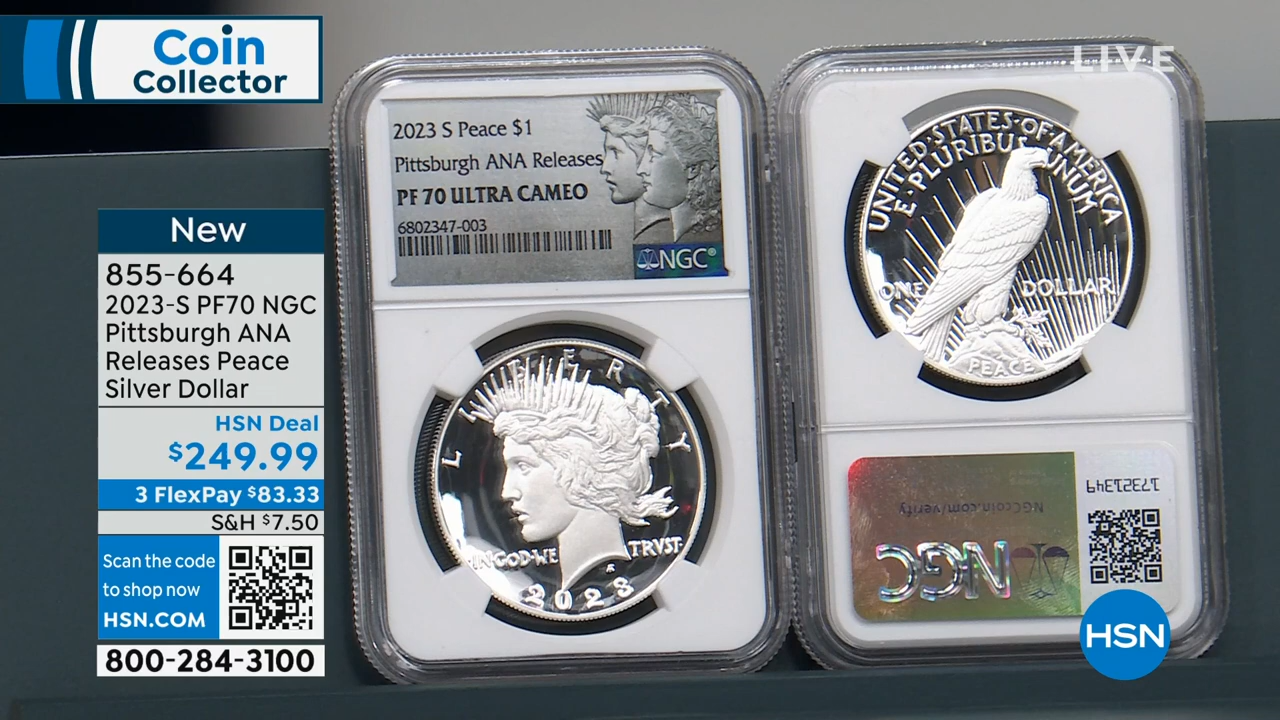 Coin
Collector
LIVE
New
855-664
2023-S PF70 NGC
Pittsburgh ANA
Releases Peace
Silver Dollar
HSN Deal
$249.99
3 FlexPay $83.33
S&H $7.50
Scan the code
to shop now
HSN.COM
800-284-3100
2023 S Peace $1
Pittsburgh ANA Releases
PF 70 ULTRA CAMEO
6802347-003
NGC
LIBERTY
IN GOD·WE TRVST·
2023
UNITED·STATES·OF·AMERICA
E·PLURIBUS·UNUM
ONE DOLLAR
PEACE
17321349
NGCcoin.com/verify
NGC
HSN